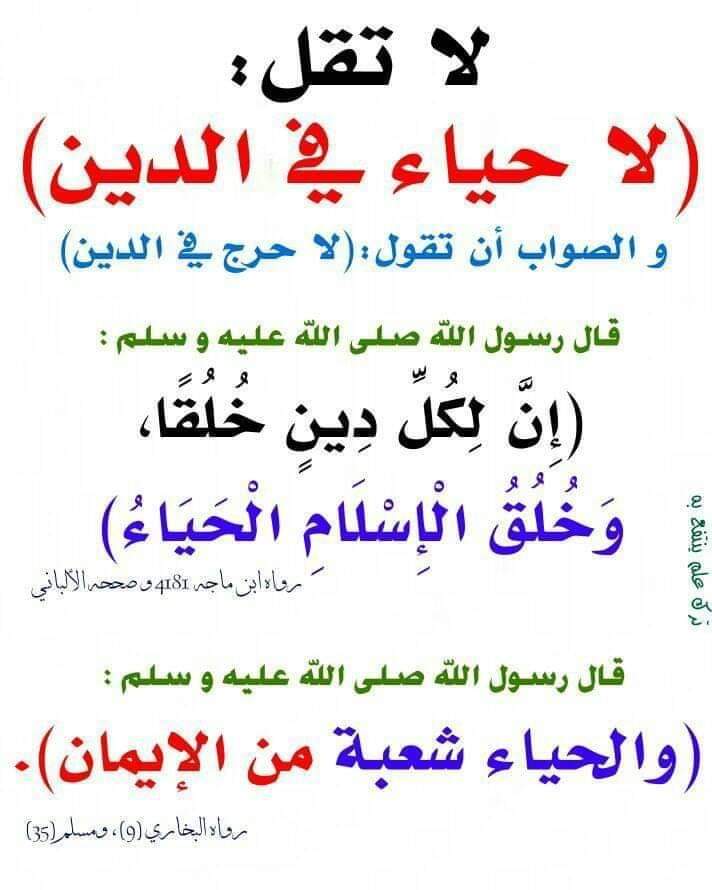 لا تقل:
(لا حياء في الدين)
و الصواب أن تقول:(لا حرج في الدين)
قال رسول الله صلى الله عليه و سلم :
(إِنَّ لِكُلِّ دِينٍ خُلُقًا،
وَخُلُقُ الْإِسْلَامِ الْحَيَاءُ)
رواه ابن ماجه 4181 و صححه الألباني
قال رسول الله صلى الله عليه و سلم :
(والحياء شعبة من الإيمان).
رواه البخاري (9)، ومسلم (35)
ترك علم ينتفع به